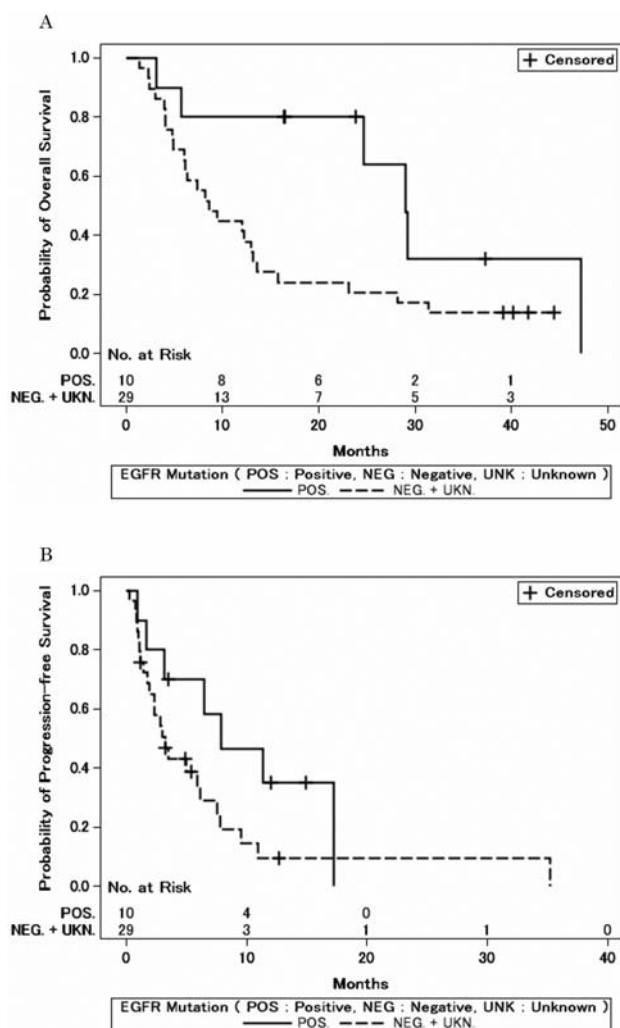 A
+ Censored
1.0
0.8
0.6
0.4
0.2
0.0
Probability of Overall Survival
No. at Risk
POS. 10 8 6 2 1
NEG. + UKN. 29 13 7 5 3
0 10 20 30 40 50
Months
EGFR Mutation ( POS : Positive, NEG : Negative, UNK : Unknown )
POS. NEG. + UKN.
B
+ Censored
1.0
0.8
0.6
0.4
0.2
0.0
Probability of Progression-free Survival
No. at Risk
POS. 10 4 0
NEG. + UKN. 29 3 1 1 0
0 10 20 30 40
Months
EGFR Mutation ( POS : Positive, NEG : Negative, UNK : Unknown )
POS. NEG. + UKN.